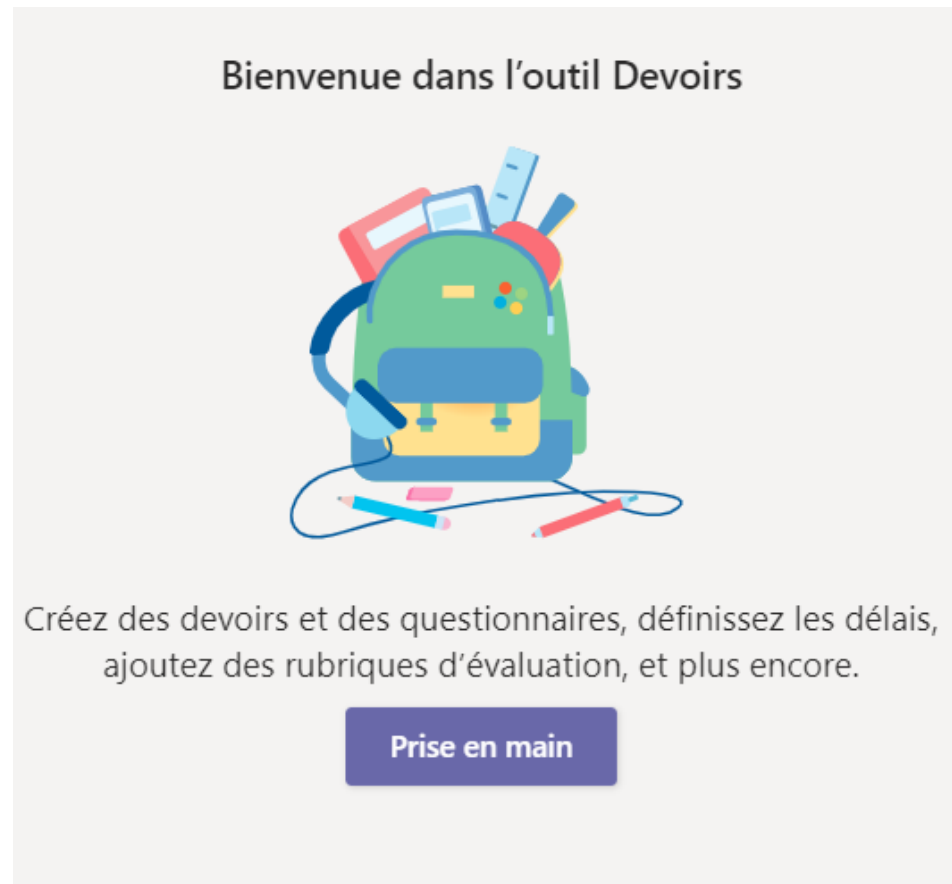 Bienvenue dans l’outil Devoirs
Créez des devoirs et des questionnaires, définissez les délais,
ajoutez des rubriques d’évaluation, et plus encore.
Prise en main